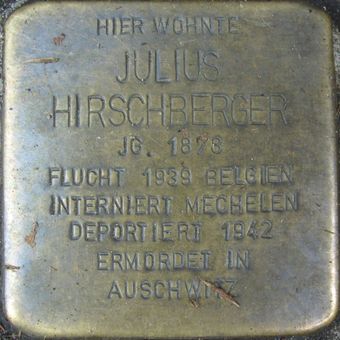 HIER WOHNTE
JULIUS
HIRSCHBERGER
JG. 1878
FLUCHT 1939 BELGIEN
INTERNIERT MECHELEN
DEPORTIERT 1942
ERMORDET IN
AUSCHWITZ